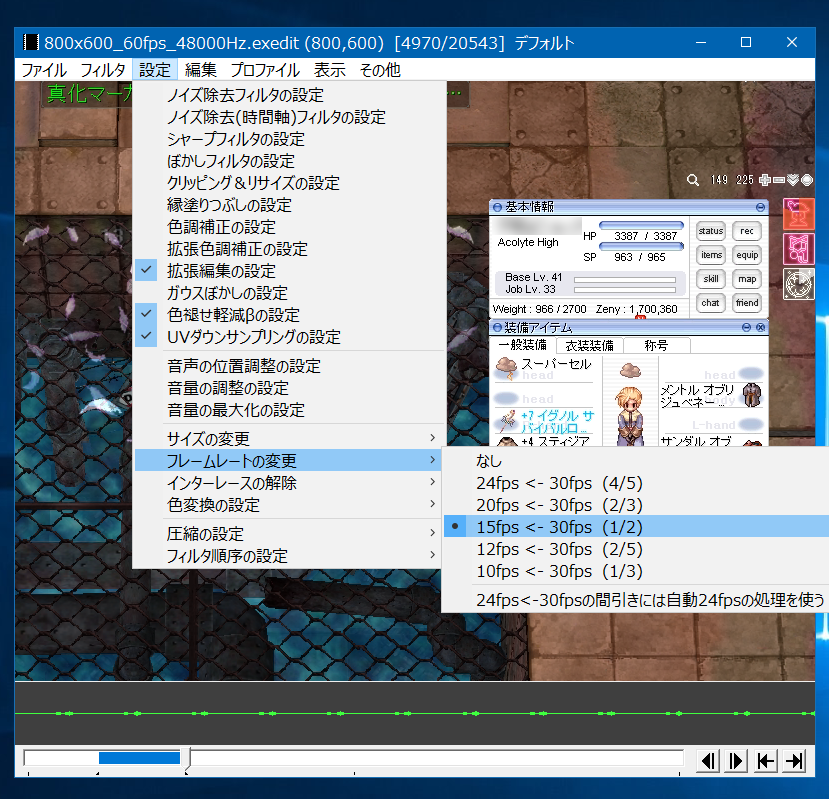 800x600_60fps_48000Hz.exedit (800,600) [4970/20543] デフォルト
ファイル フィルタ 設定 編集 プロファイル 表示 その他
真化マーカ
ノイズ除去フィルタの設定
ノイズ除去(時間軸)フィルタの設定
シャープフィルタの設定
ぼかしフィルタの設定
クリッピング＆リサイズの設定
縁塗りつぶしの設定
色調補正の設定
拡張色調補正の設定
拡張編集の設定
ガウスぼかしの設定
色褪せ軽減βの設定
UVダウンサンプリングの設定
音声の位置調整の設定
音量の調整の設定
音量の最大化の設定
サイズの変更
フレームレートの変更
インターレースの解除
色変換の設定
圧縮の設定
フィルタ順序の設定
なし
24fps <- 30fps (4/5)
20fps <- 30fps (2/3)
15fps <- 30fps (1/2)
12fps <- 30fps (2/5)
10fps <- 30fps (1/3)
24fps<-30fpsの間引きには自動24fpsの処理を使う
149 225
基本情報
Acolyte High
HP 3387 / 3387
SP 963 / 965
Base Lv. 41
Job Lv. 33
Weight : 966 / 2700 Zeny : 1,700,360
status rec
items equip
skill map
chat friend
装備アイテム
一般装備 衣装装備 称号
スーパーセル
head
head
head
メントル オブリ
ジュベネー...
+7 イグノル サ
バイバルロ...
L-hand
+4 スティジア
サンダル オブ